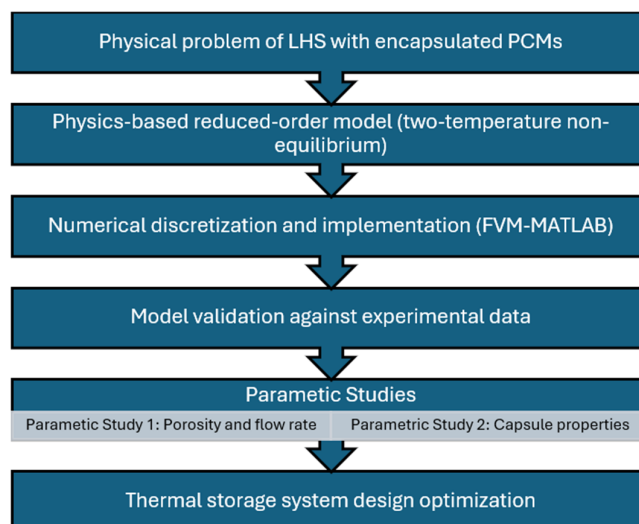 Physical problem of LHS with encapsulated PCMs
Physics-based reduced-order model (two-temperature non-
equilibrium)
Numerical discretization and implementation (FVM-MATLAB)
Model validation against experimental data
Parametic Studies
Parametic Study 1: Porosity and flow rate
Parametric Study 2: Capsule properties
Thermal storage system design optimization